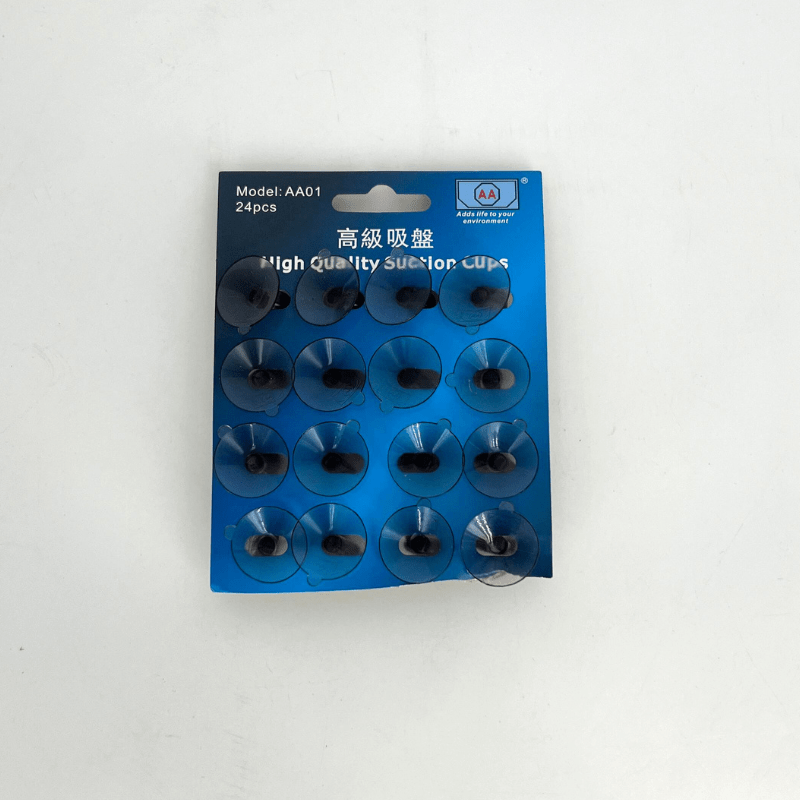 Model: AA01
24pcs
AA
®
Adds life to your
environment
高級吸盤
High Quality Suction Cups